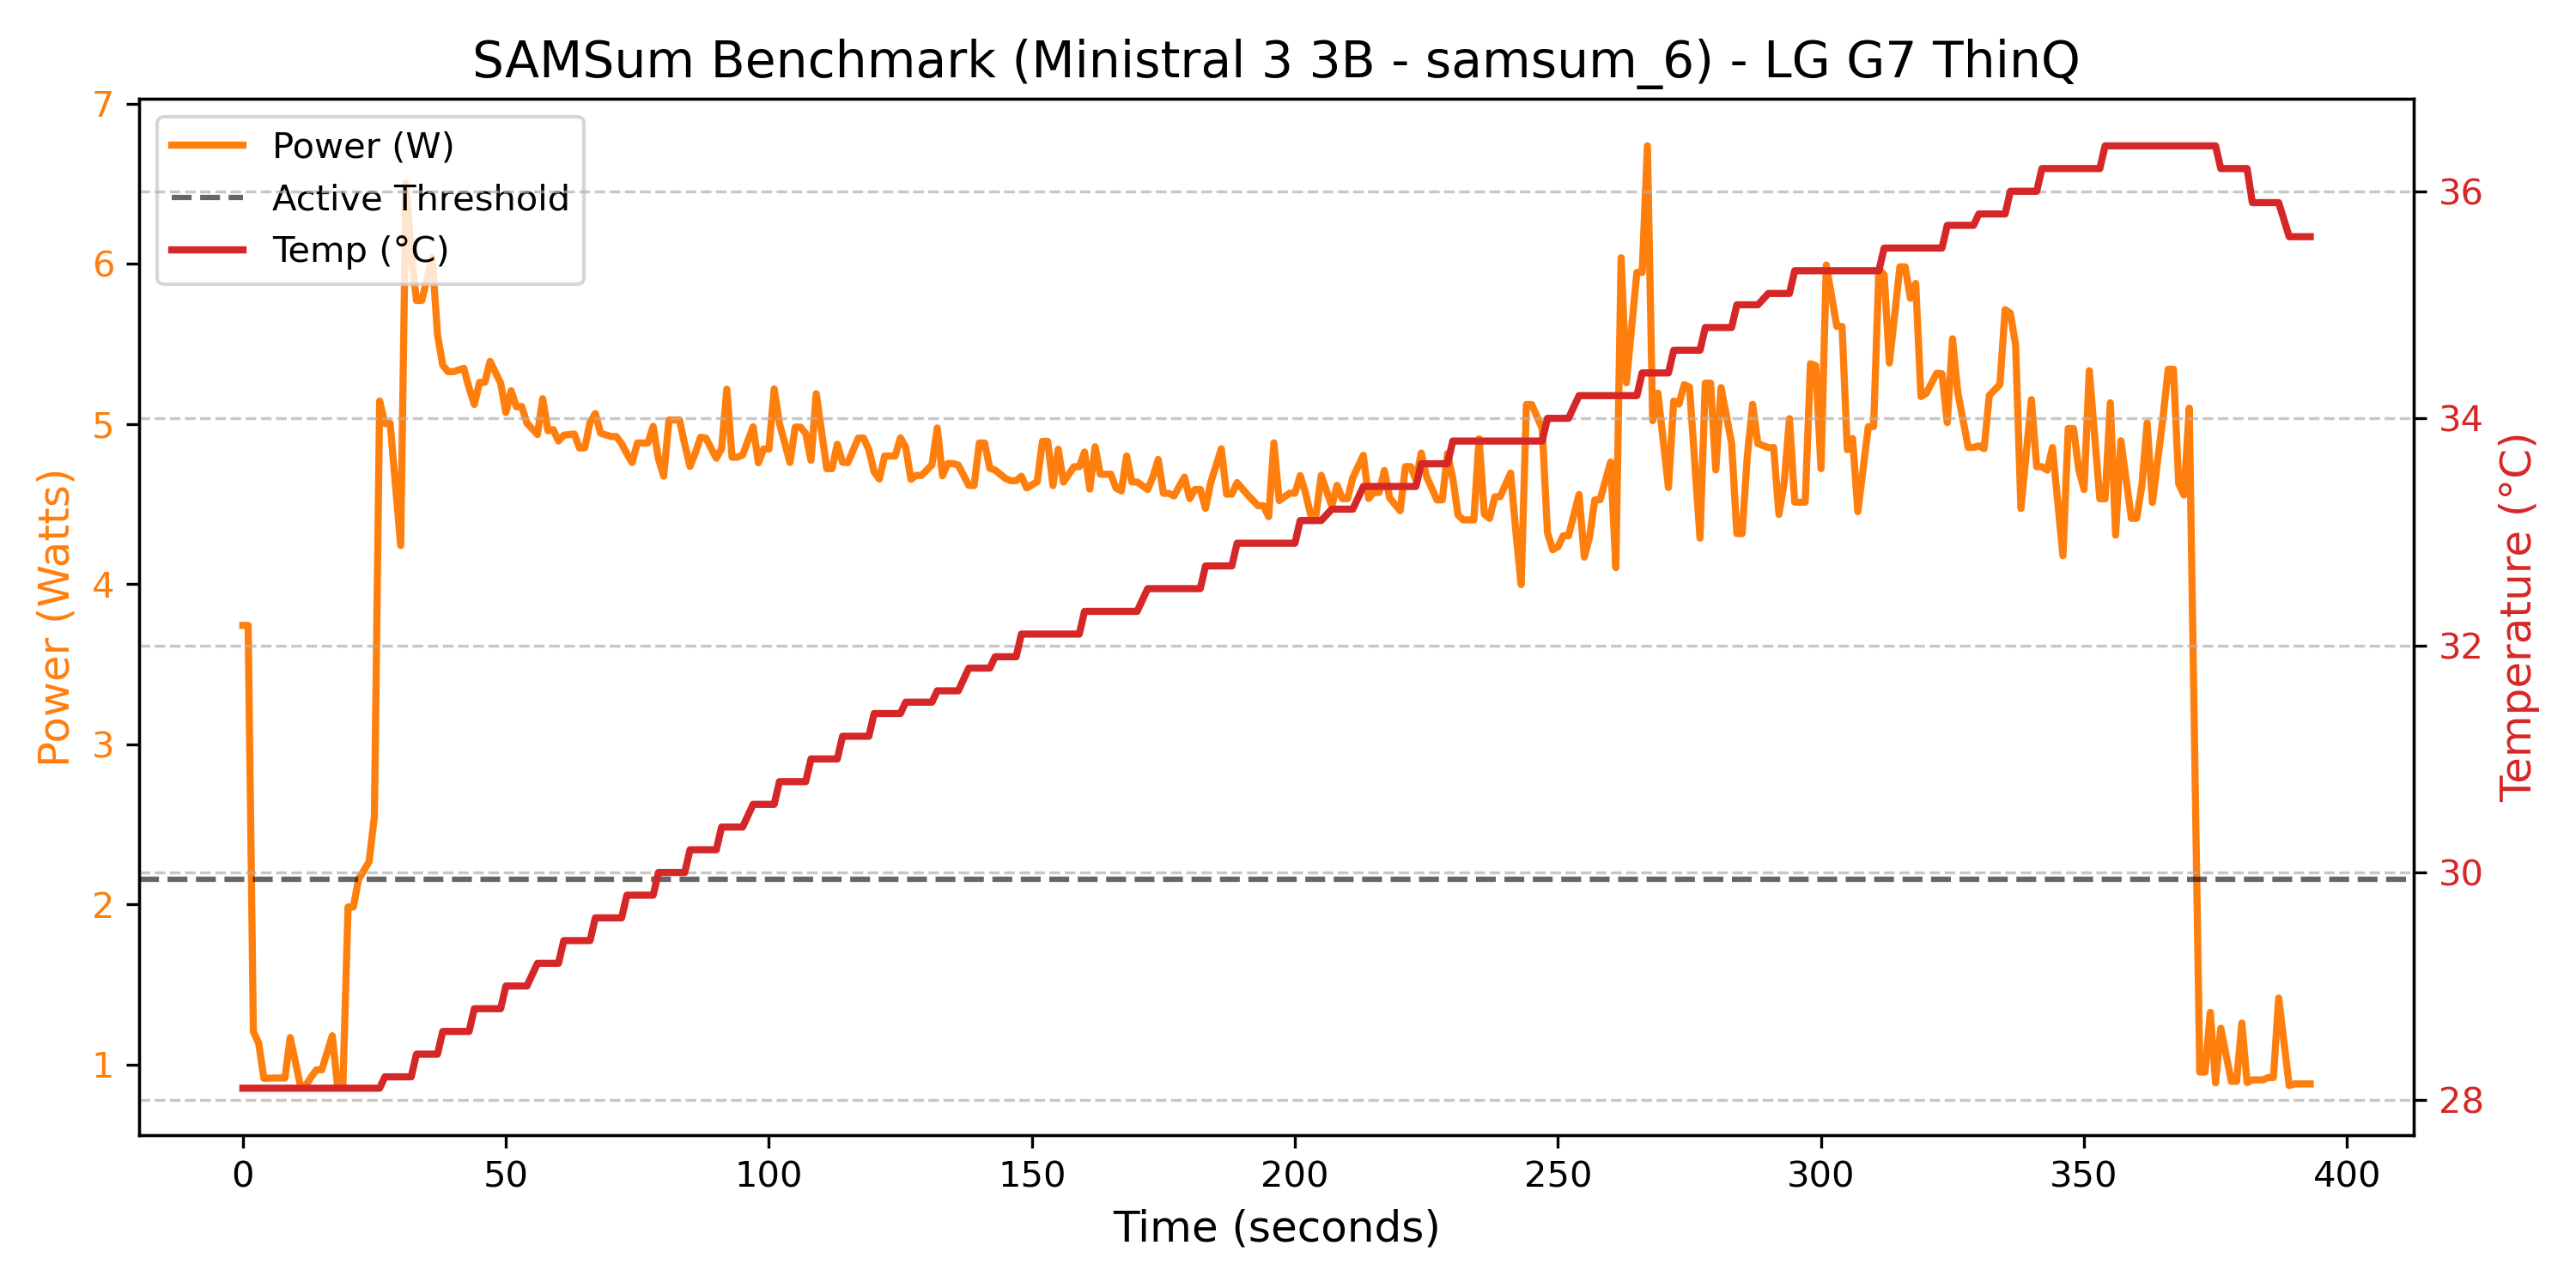 SAMSum Benchmark (Ministral 3 3B - samsum_6) - LG G7 ThinQ
Power (W)
Active Threshold
Temp (°C)
Power (Watts)
7
6
5
4
3
2
1
Temperature (°C)
36
34
32
30
28
0 50 100 150 200 250 300 350 400
Time (seconds)